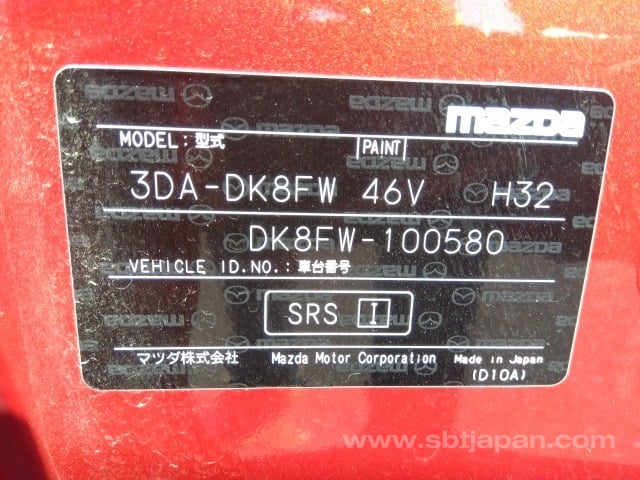 mazda
MODEL: 型式 PAINT
3DA-DK8FW 46V H32
DK8FW-100580
VEHICLE ID.NO.: 車台番号
SRS I
マツダ株式会社 Mazda Motor Corporation Made in Japan
(D10A)
www.sbtjapan.com